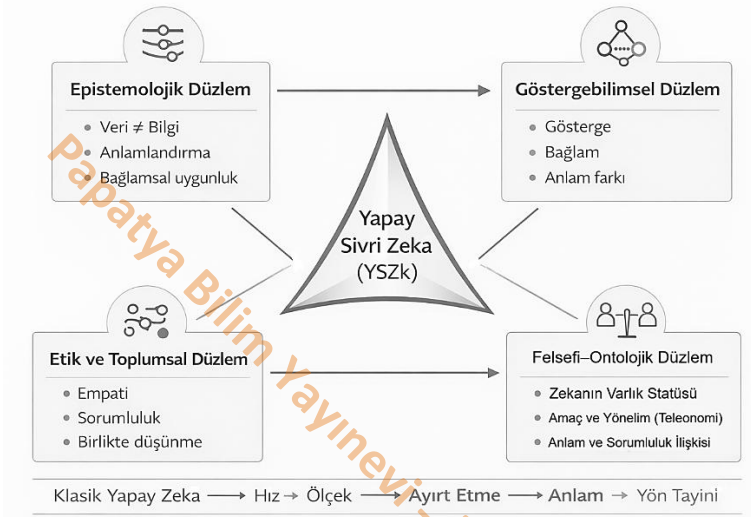 Epistemolojik Düzlem
Veri ≠ Bilgi
Anlamlandırma
Bağlamsal uygunluk
Göstergebilimsel Düzlem
Gösterge
Bağlam
Anlam farkı
Yapay
Sivri Zeka
(YSZk)
Etik ve Toplumsal Düzlem
Empati
Sorumluluk
Birlikte düşünme
Felsefi–Ontolojik Düzlem
Zekanın Varlık Statüsü
Amaç ve Yönelim (Teleonomi)
Anlam ve Sorumluluk İlişkisi
Klasik Yapay Zeka → Hız → Ölçek → Ayırt Etme → Anlam → Yön Tayini
Papatya Bilim Yayınevi